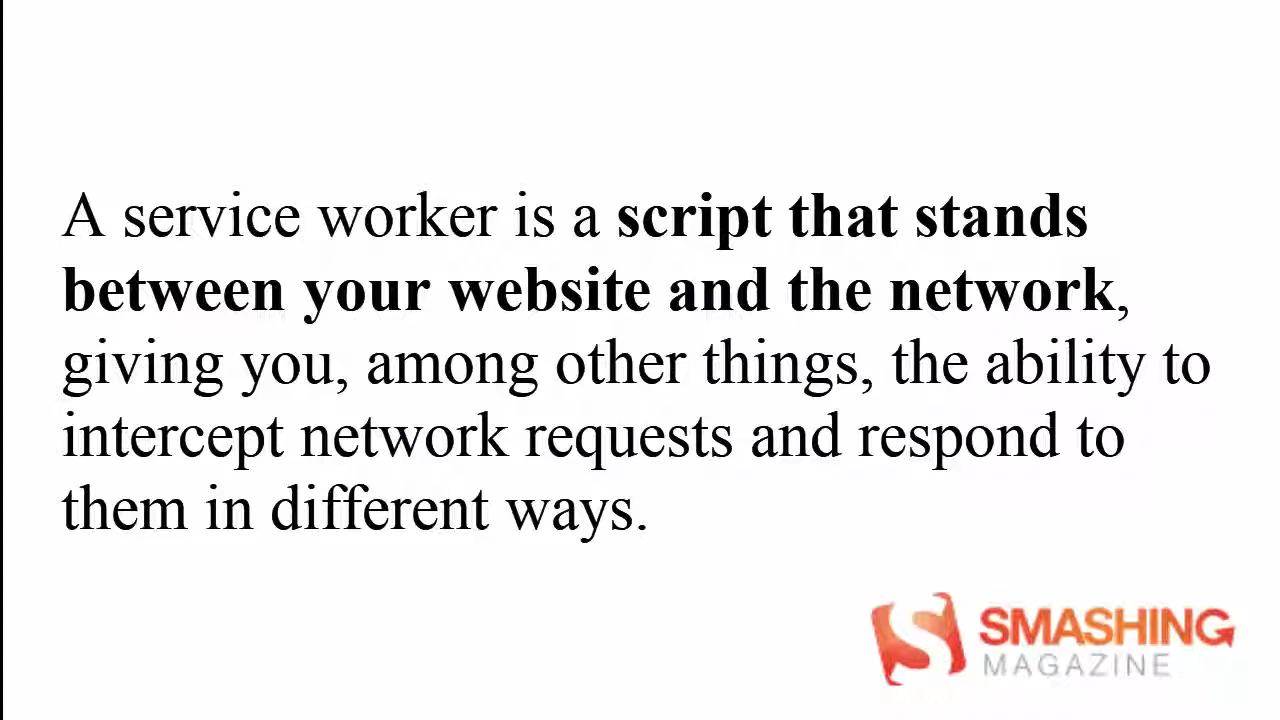 A service worker is a script that stands
between your website and the network,
giving you, among other things, the ability to
intercept network requests and respond to
them in different ways.
SMASHING
MAGAZINE